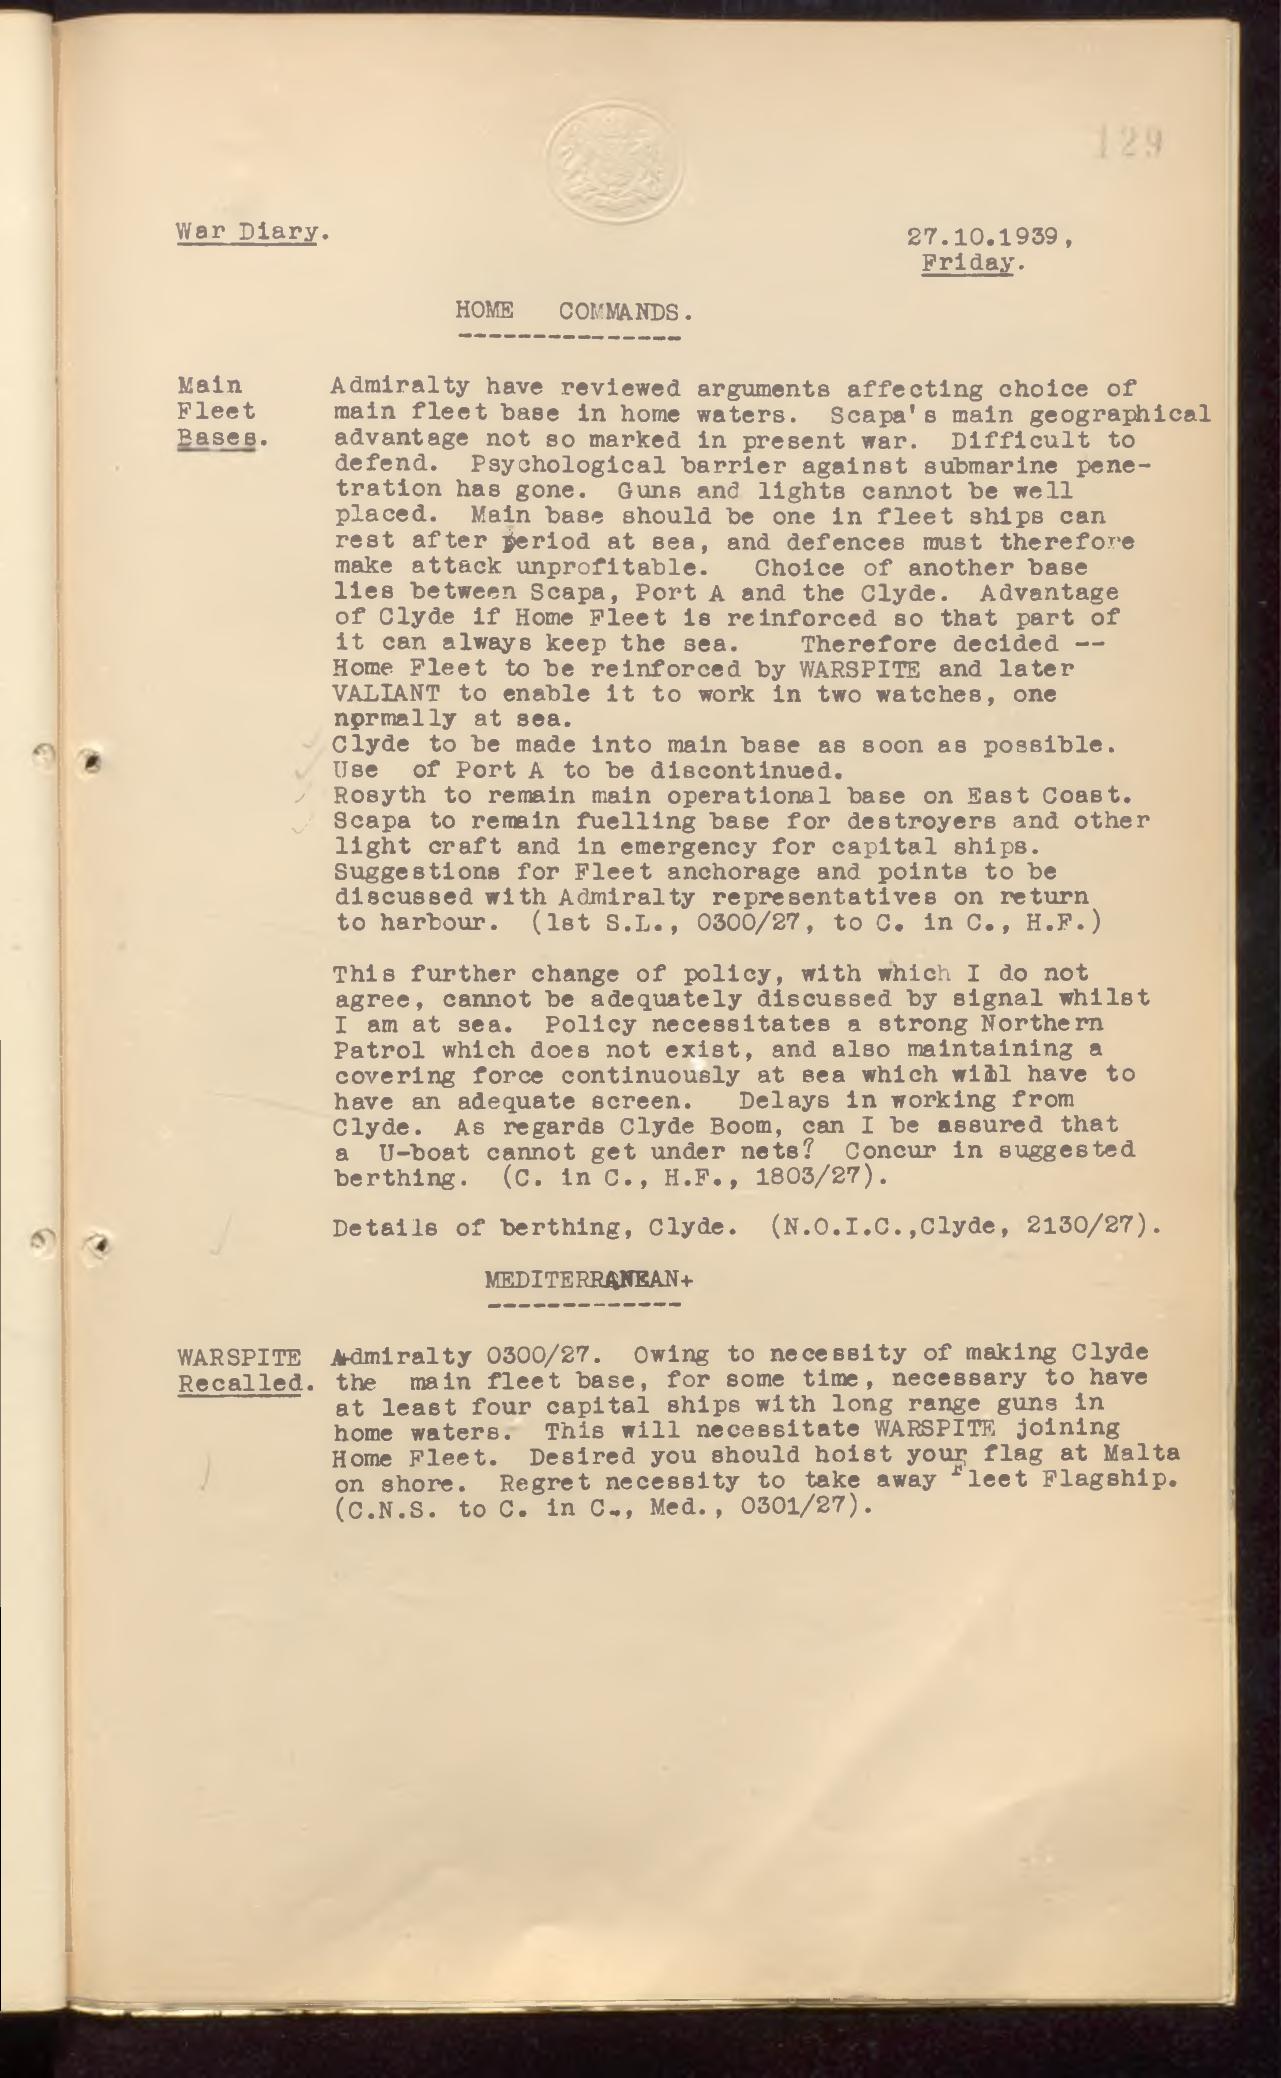 129
War Diary.
27.10.1939,
Friday.
HOME COMMANDS.
Main Fleet Bases.
Admiralty have reviewed arguments affecting choice of
main fleet base in home waters. Scapa's main geographical
advantage not so marked in present war. Difficult to
defend. Psychological barrier against submarine pene-
tration has gone. Guns and lights cannot be well
placed. Main base should be one in fleet ships can
rest after period at sea, and defences must therefore
make attack unprofitable. Choice of another base
lies between Scapa, Port A and the Clyde. Advantage
of Clyde if Home Fleet is reinforced so that part of
it can always keep the sea. Therefore decided --
Home Fleet to be reinforced by WARSPITE and later
VALIANT to enable it to work in two watches, one
normally at sea.
Clyde to be made into main base as soon as possible.
Use of Port A to be discontinued.
Rosyth to remain main operational base on East Coast.
Scapa to remain fuelling base for destroyers and other
light craft and in emergency for capital ships.
Suggestions for Fleet anchorage and points to be
discussed with Admiralty representatives on return
to harbour. (1st S.L., 0300/27, to C. in C., H.F.)
This further change of policy, with which I do not
agree, cannot be adequately discussed by signal whilst
I am at sea. Policy necessitates a strong Northern
Patrol which does not exist, and also maintaining a
covering force continuously at sea which will have to
have an adequate screen. Delays in working from
Clyde. As regards Clyde Boom, can I be assured that
a U-boat cannot get under nets? Concur in suggested
berthing. (C. in C., H.F., 1803/27).
Details of berthing, Clyde. (N.O.I.C.,Clyde, 2130/27).
MEDITERRANEAN+
WARSPITE Recalled.
Admiralty 0300/27. Owing to necessity of making Clyde
the main fleet base, for some time, necessary to have
at least four capital ships with long range guns in
home waters. This will necessitate WARSPITE joining
Home Fleet. Desired you should hoist your flag at Malta
on shore. Regret necessity to take away Fleet Flagship.
(C.N.S. to C. in C., Med., 0301/27).